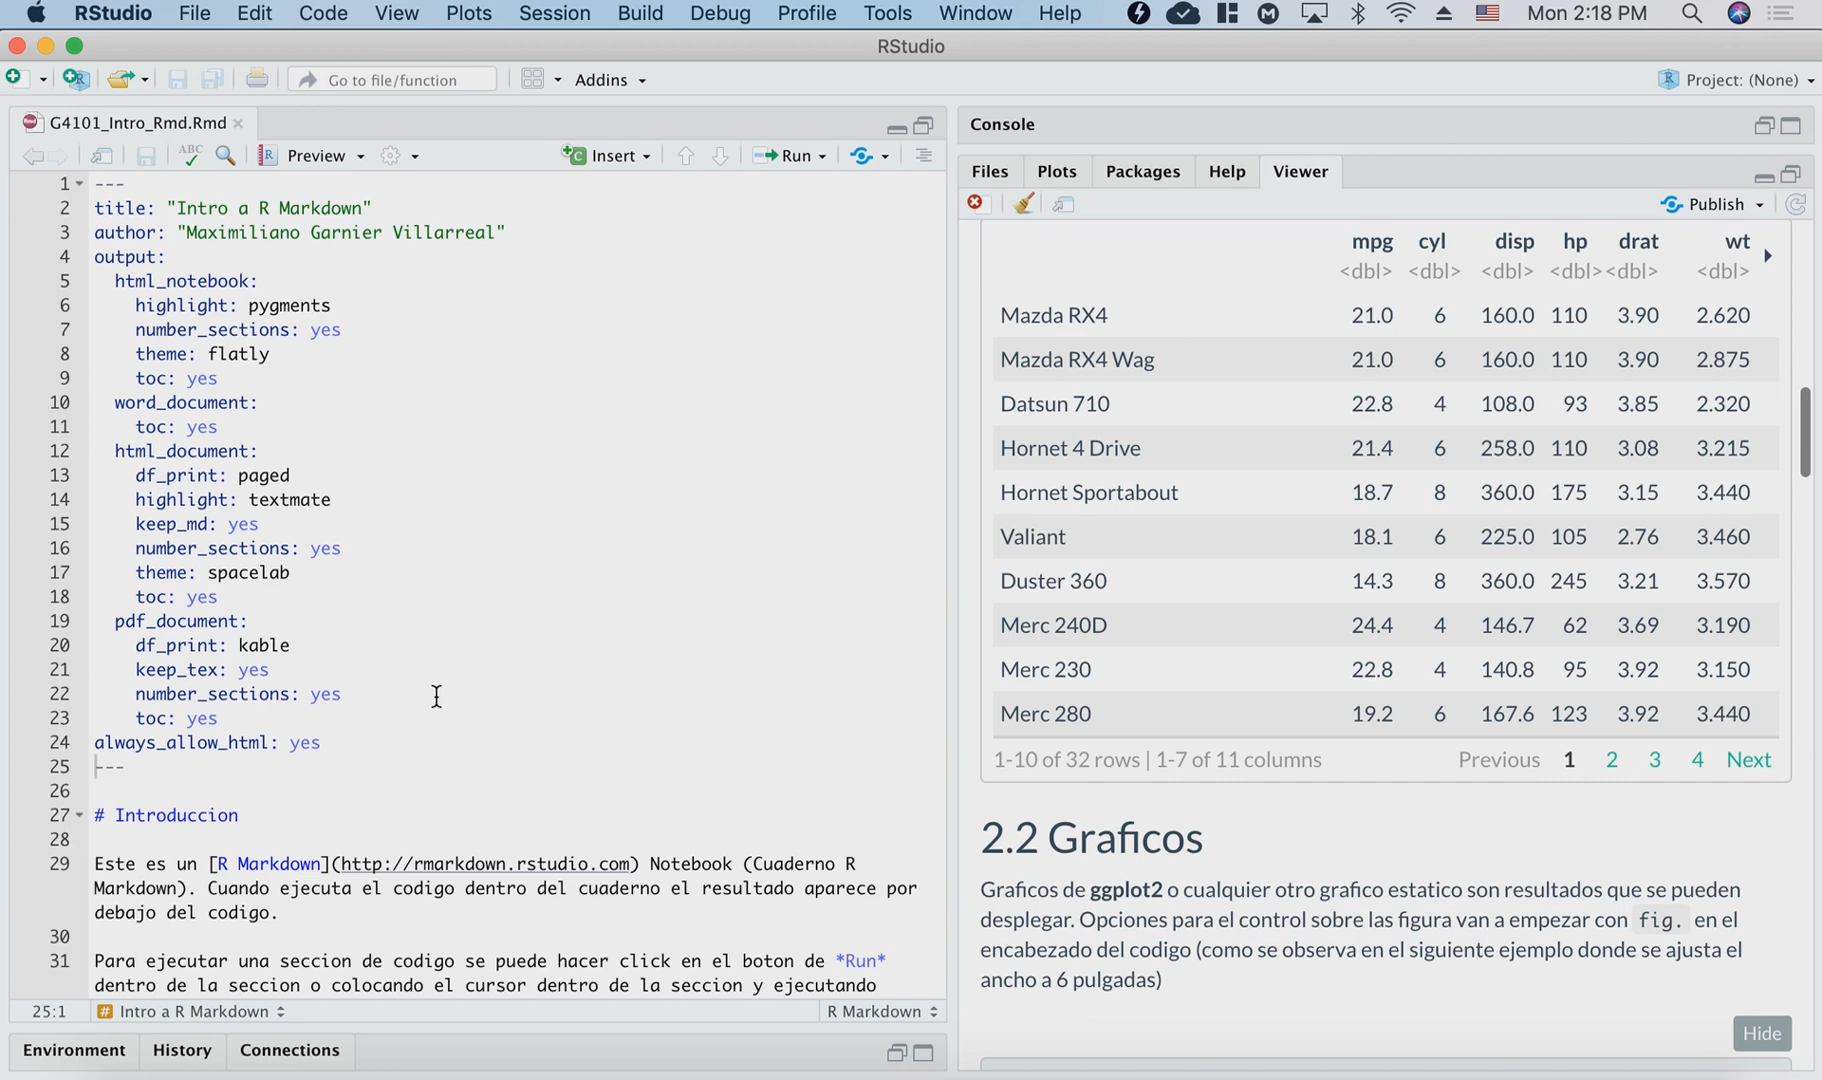 RStudio File Edit Code View Plots Session Build Debug Profile Tools Window Help Mon 2:18 PM
RStudio
Go to file/function Addins Project: (None)
G4101_Intro_Rmd.Rmd
ABC Preview Insert Run
1 ---
2 title: "Intro a R Markdown"
3 author: "Maximiliano Garnier Villarreal"
4 output:
5 html_notebook:
6 highlight: pygments
7 number_sections: yes
8 theme: flatly
9 toc: yes
10 word_document:
11 toc: yes
12 html_document:
13 df_print: paged
14 highlight: textmate
15 keep_md: yes
16 number_sections: yes
17 theme: spacelab
18 toc: yes
19 pdf_document:
20 df_print: kable
21 keep_tex: yes
22 number_sections: yes
23 toc: yes
24 always_allow_html: yes
25 ---
26
27 # Introduccion
28
29 Este es un [R Markdown](http://rmarkdown.rstudio.com) Notebook (Cuaderno R
Markdown). Cuando ejecuta el codigo dentro del cuaderno el resultado aparece por
debajo del codigo.
30
31 Para ejecutar una seccion de codigo se puede hacer click en el boton de *Run*
dentro de la seccion o colocando el cursor dentro de la seccion y ejecutando
25:1 # Intro a R Markdown R Markdown
Environment History Connections
Console
Files Plots Packages Help Viewer
Publish
mpg cyl disp hp drat wt
<dbl> <dbl> <dbl> <dbl> <dbl> <dbl>
Mazda RX4 21.0 6 160.0 110 3.90 2.620
Mazda RX4 Wag 21.0 6 160.0 110 3.90 2.875
Datsun 710 22.8 4 108.0 93 3.85 2.320
Hornet 4 Drive 21.4 6 258.0 110 3.08 3.215
Hornet Sportabout 18.7 8 360.0 175 3.15 3.440
Valiant 18.1 6 225.0 105 2.76 3.460
Duster 360 14.3 8 360.0 245 3.21 3.570
Merc 240D 24.4 4 146.7 62 3.69 3.190
Merc 230 22.8 4 140.8 95 3.92 3.150
Merc 280 19.2 6 167.6 123 3.92 3.440
1-10 of 32 rows | 1-7 of 11 columns Previous 1 2 3 4 Next
2.2 Graficos
Graficos de ggplot2 o cualquier otro grafico estatico son resultados que se pueden
desplegar. Opciones para el control sobre las figura van a empezar con fig. en el
encabezado del codigo (como se observa en el siguiente ejemplo donde se ajusta el
ancho a 6 pulgadas)
Hide